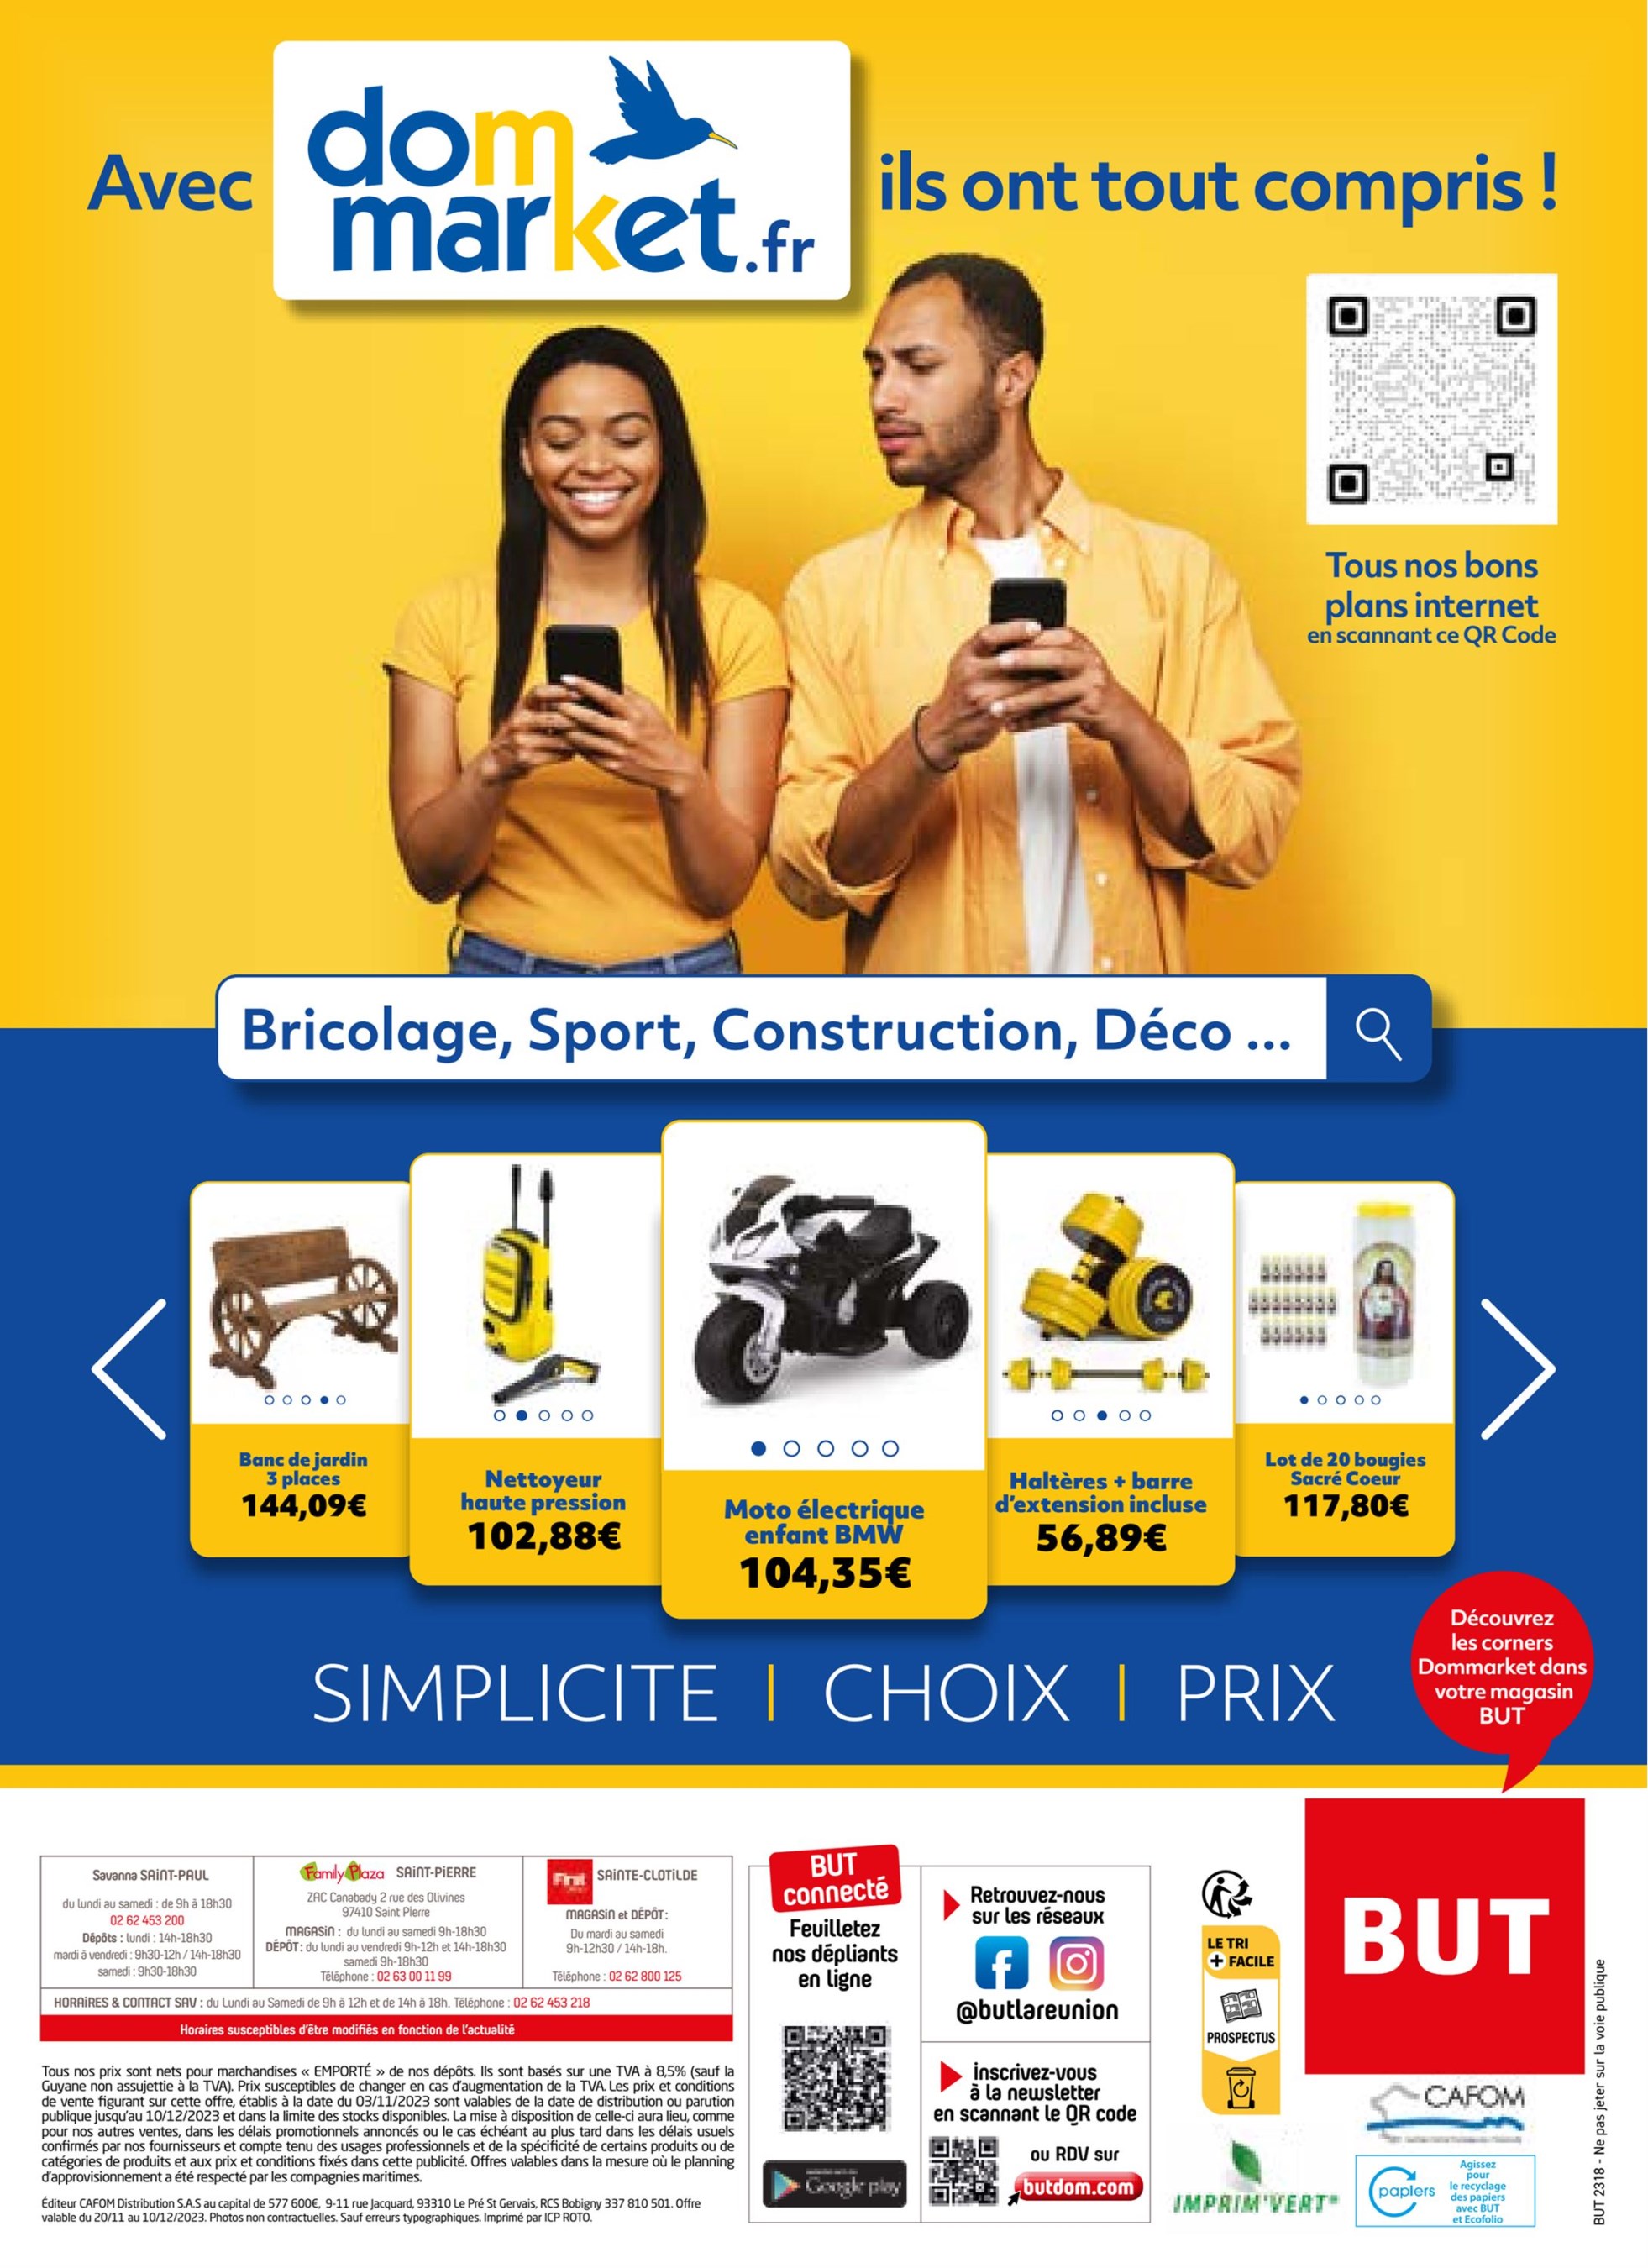 Avec
dom
market.fr
ils ont tout compris !
Tous nos bons
plans internet
en scannant ce QR Code
Bricolage, Sport, Construction, Déco ...
Banc de jardin
3 places
144,09€
Nettoyeur
haute pression
102,88€
Moto électrique
enfant BMW
104,35€
Haltères + barre
d'extension incluse
56,89€
Lot de 20 bougies
Sacré Coeur
117,80€
SIMPLICITE | CHOIX | PRIX
Découvrez
les corners
Dommarket dans
votre magasin
BUT
Savanna SAiNT-PAUL
du lundi au samedi : de 9h à 18h30
02 62 453 200
Dépôts : lundi : 14h-18h30
mardi à vendredi : 9h30-12h / 14h-18h30
samedi : 9h30-18h30
Family Plaza SAiNT-PiERRE
ZAC Canabady 2 rue des Olivines
97410 Saint Pierre
MAGASiN : du lundi au samedi 9h-18h30
DÉPÔT : du lundi au vendredi 9h-12h et 14h-18h30
samedi 9h-18h30
Téléphone : 02 63 00 11 99
SAiNTE-CLOTiLDE
MAGASiN et DÉPÔT :
Du mardi au samedi
9h-12h30 / 14h-18h.
Téléphone : 02 62 800 125
HORAiRES & CONTACT SAV : du Lundi au Samedi de 9h à 12h et de 14h à 18h. Téléphone : 02 62 453 218
Horaires susceptibles d'être modifiés en fonction de l'actualité
Tous nos prix sont nets pour marchandises « EMPORTÉ » de nos dépôts. Ils sont basés sur une TVA à 8,5% (sauf la
Guyane non assujettie à la TVA). Prix susceptibles de changer en cas d'augmentation de la TVA. Les prix et conditions
de vente figurant sur cette offre, établis à la date du 03/11/2023 sont valables de la date de distribution ou parution
publique jusqu'au 10/12/2023 et dans la limite des stocks disponibles. La mise à disposition de celle-ci aura lieu, comme
pour nos autres ventes, dans les délais promotionnels annoncés ou le cas échéant au plus tard dans les délais usuels
confirmés par nos fournisseurs et compte tenu des usages professionnels et de la spécificité de certains produits ou de
catégories de produits et aux prix et conditions fixés dans cette publicité. Offres valables dans la mesure où le planning
d'approvisionnement a été respecté par les compagnies maritimes.
Éditeur CAFOM Distribution S.A.S au capital de 577 600€, 9-11 rue Jacquard, 93310 Le Pré St Gervais, RCS Bobigny 337 810 501. Offre
valable du 20/11 au 10/12/2023. Photos non contractuelles. Sauf erreurs typographiques. Imprimé par ICP ROTO.
BUT
connecté
Feuilletez
nos dépliants
en ligne
Google play
Retrouvez-nous
sur les réseaux
@butlareunion
inscrivez-vous
à la newsletter
en scannant le QR code
ou RDV sur
butdom.com
LE TRI
+ FACILE
PROSPECTUS
IMPRIM'VERT®
BUT
CAFOM
papiers
Agissez
pour
le recyclage
des papiers
avec BUT
et Ecofolio
BUT 2318 - Ne pas jeter sur la voie publique